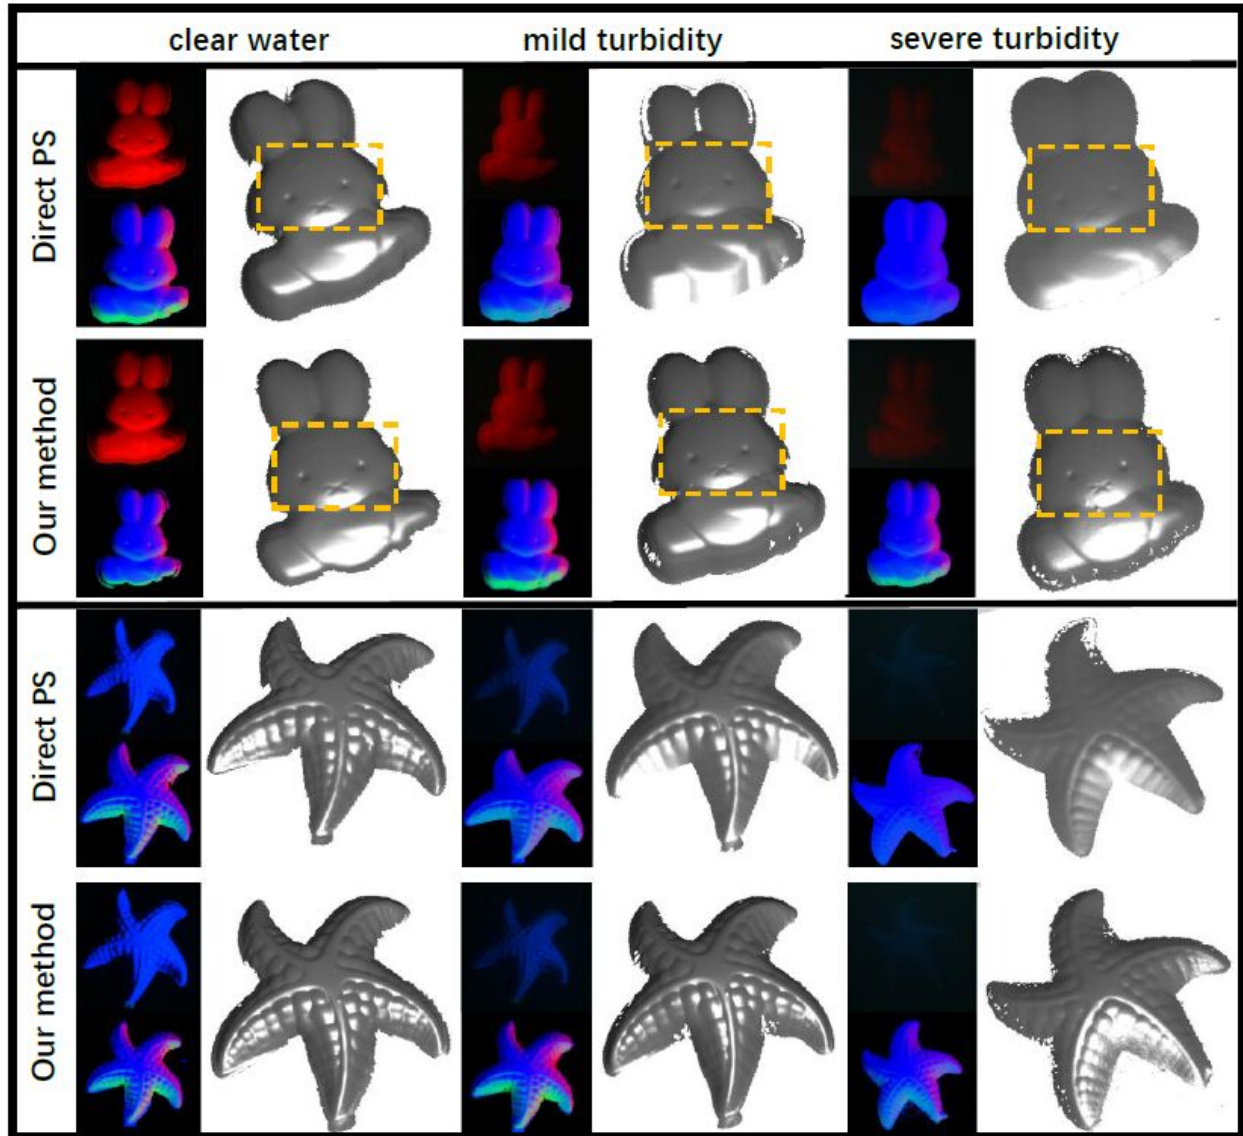 clear water
mild turbidity
severe turbidity
Direct PS
Our method
Direct PS
Our method